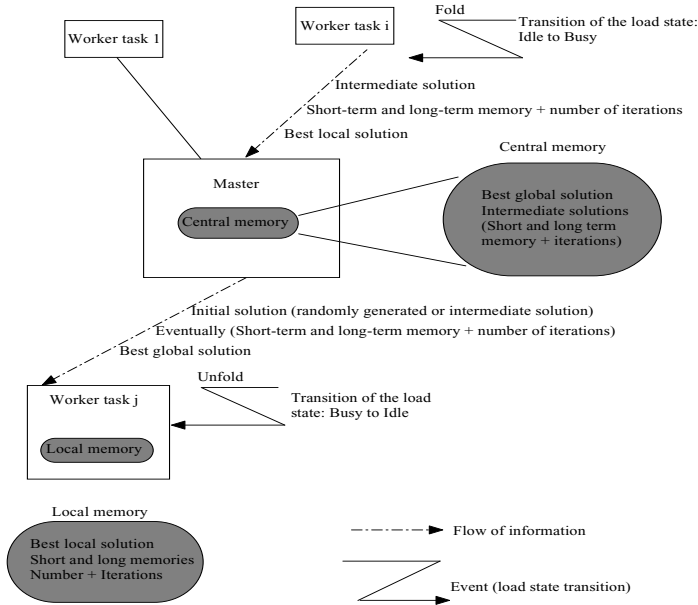 Worker task 1
Worker task i
Fold
Transition of the load state:
Idle to Busy
Intermediate solution
Short-term and long-term memory + number of iterations
Best local solution
Central memory
Master
Central memory
Best global solution
Intermediate solutions
(Short and long term
memory + iterations)
Initial solution (randomly generated or intermediate solution)
Eventually (Short-term and long-term memory + number of iterations)
Best global solution
Unfold
Worker task j
Transition of the load
state: Busy to Idle
Local memory
Local memory
Best local solution
Short and long memories
Number + Iterations
Flow of information
Event (load state transition)